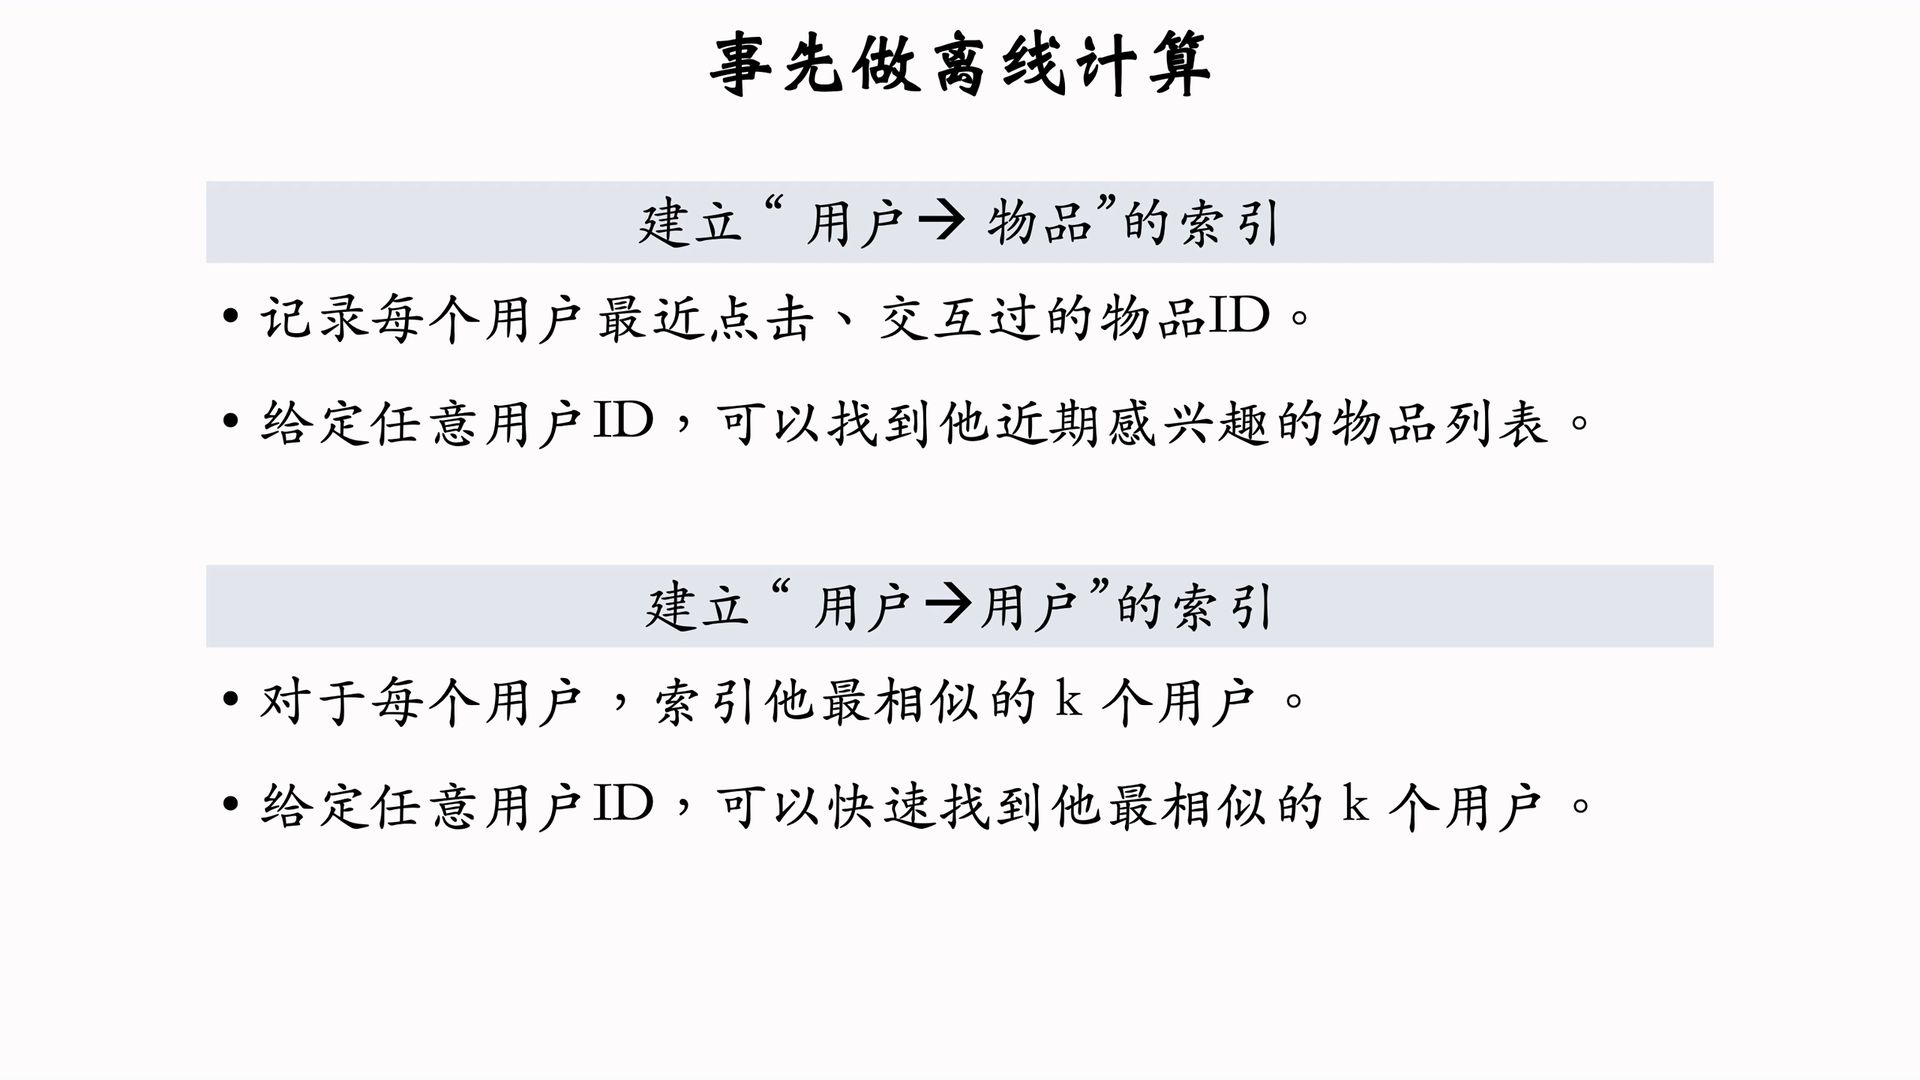 事先做离线计算
建立“ 用户→ 物品”的索引
• 记录每个用户最近点击、交互过的物品ID。
• 给定任意用户ID，可以找到他近期感兴趣的物品列表。
建立“ 用户→用户”的索引
• 对于每个用户，索引他最相似的 k 个用户。
• 给定任意用户ID，可以快速找到他最相似的 k 个用户。